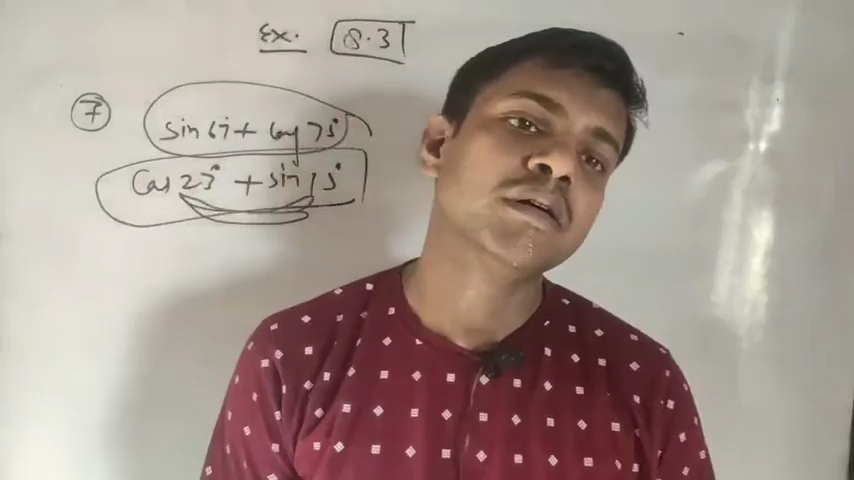 Ex. 8.3
7
sin 67° + cos 75°
cos 23° + sin 15°